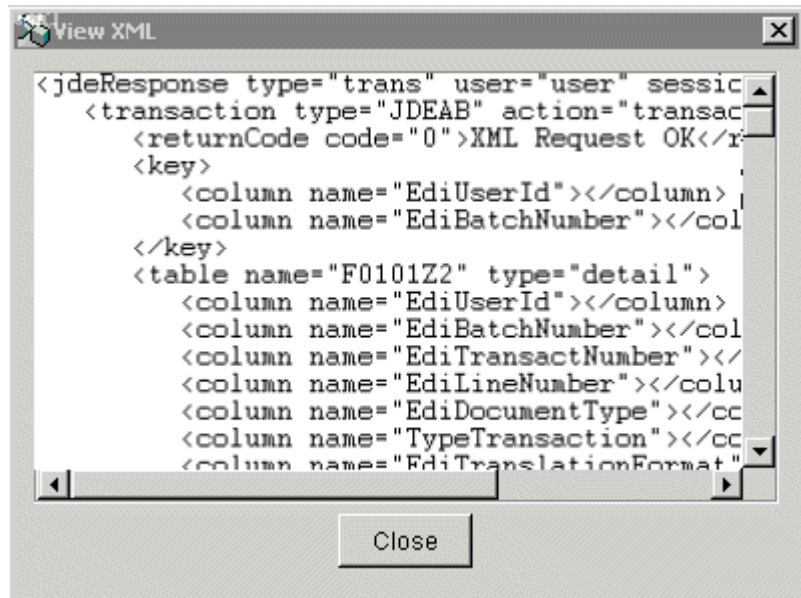 View XML
<jdeResponse type="trans" user="user" sessic
<transaction type="JDEAB" action="transac
<returnCode code="0">XML Request OK</r
<key>
<column name="EdiUserId"></column>
<column name="EdiBatchNumber"></col
</key>
<table name="F0101Z2" type="detail">
<column name="EdiUserId"></column>
<column name="EdiBatchNumber"></col
<column name="EdiTransactNumber"></
<column name="EdiLineNumber"></colu
<column name="EdiDocumentType"></cc
<column name="TypeTransaction"></cc
<column name="EdiTranslationFormat"
Close